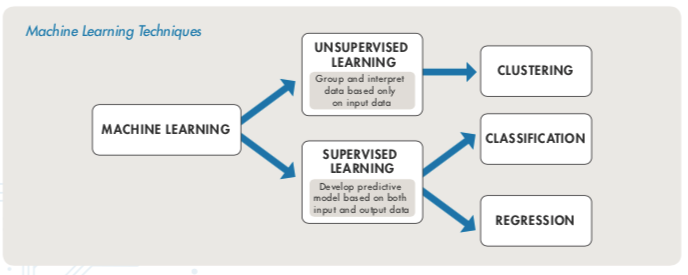 Machine Learning Techniques
UNSUPERVISED
LEARNING
Group and interpret
data based only
on input data
CLUSTERING
MACHINE LEARNING
SUPERVISED
LEARNING
Develop predictive
model based on both
input and output data
CLASSIFICATION
REGRESSION